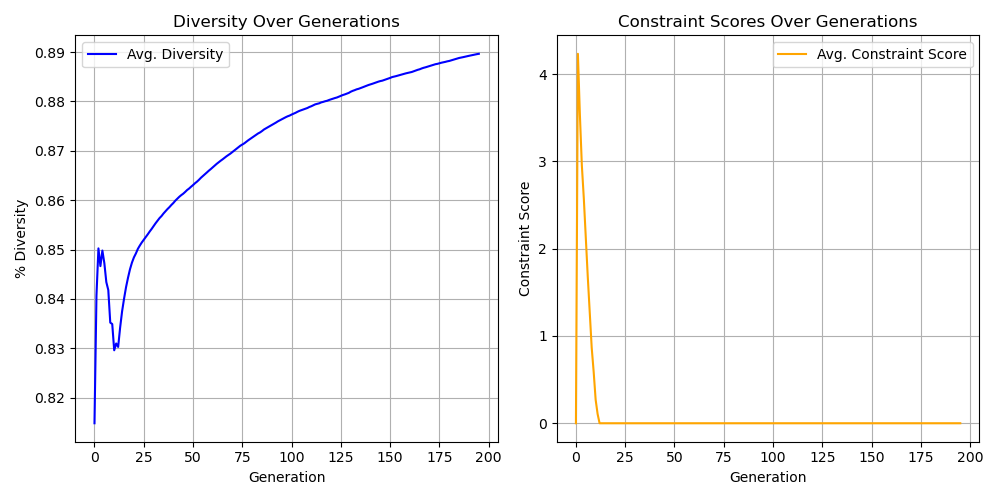 Diversity Over Generations
Avg. Diversity
% Diversity
0.89
0.88
0.87
0.86
0.85
0.84
0.83
0.82
0 25 50 75 100 125 150 175 200
Generation
Constraint Scores Over Generations
Avg. Constraint Score
Constraint Score
4
3
2
1
0
0 25 50 75 100 125 150 175 200
Generation